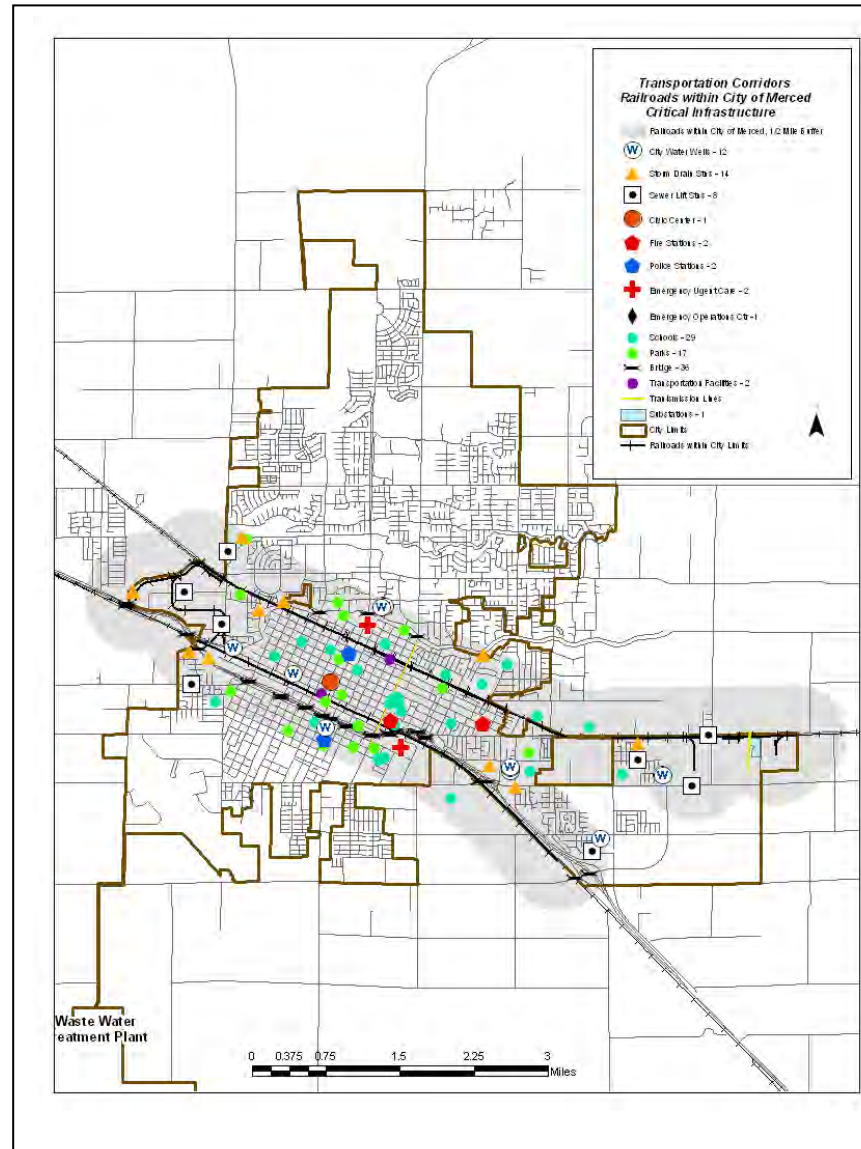 Transportation Corridors
Railroads within City of Merced
Critical Infrastructure
Railroads within City of Merced, 1/2 Mile Buffer
W City Water Wells - 12
Storm Drain Stns - 14
Sewer Lift Stns - 8
Civic Center - 1
Fire Stations - 2
Police Stations - 2
Emergency Ugent Care - 2
Emergency Operations Ctr - 1
Schools - 29
Parks - 17
Bridge - 36
Transportation Facilities - 2
Transmission Lines
Substations - 1
City Limits
Railroads within City Limits
W
W
W
W
W
W
W
Waste Water
eatment Plant
0 0.375 0.75 1.5 2.25 3
Miles